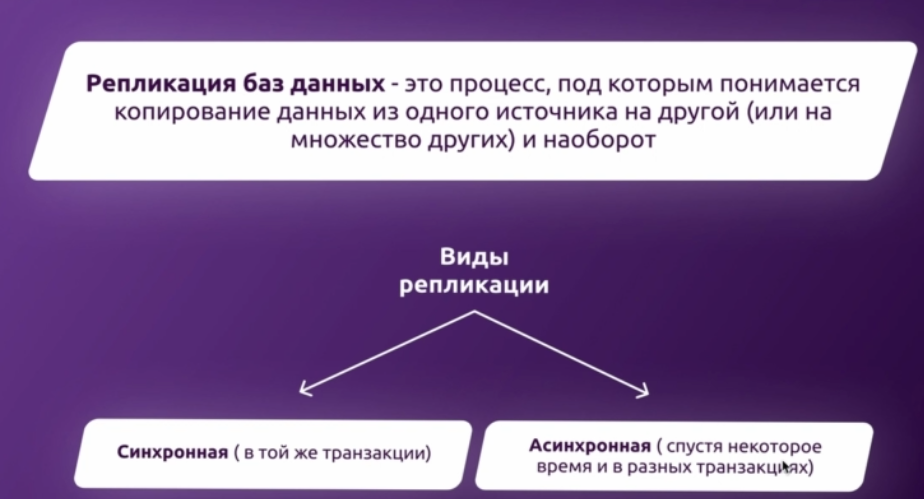 Репликация баз данных - это процесс, под которым понимается
копирование данных из одного источника на другой (или на
множество других) и наоборот
Виды
репликации
Синхронная ( в той же транзакции)
Асинхронная ( спустя некоторое
время и в разных транзакциях)